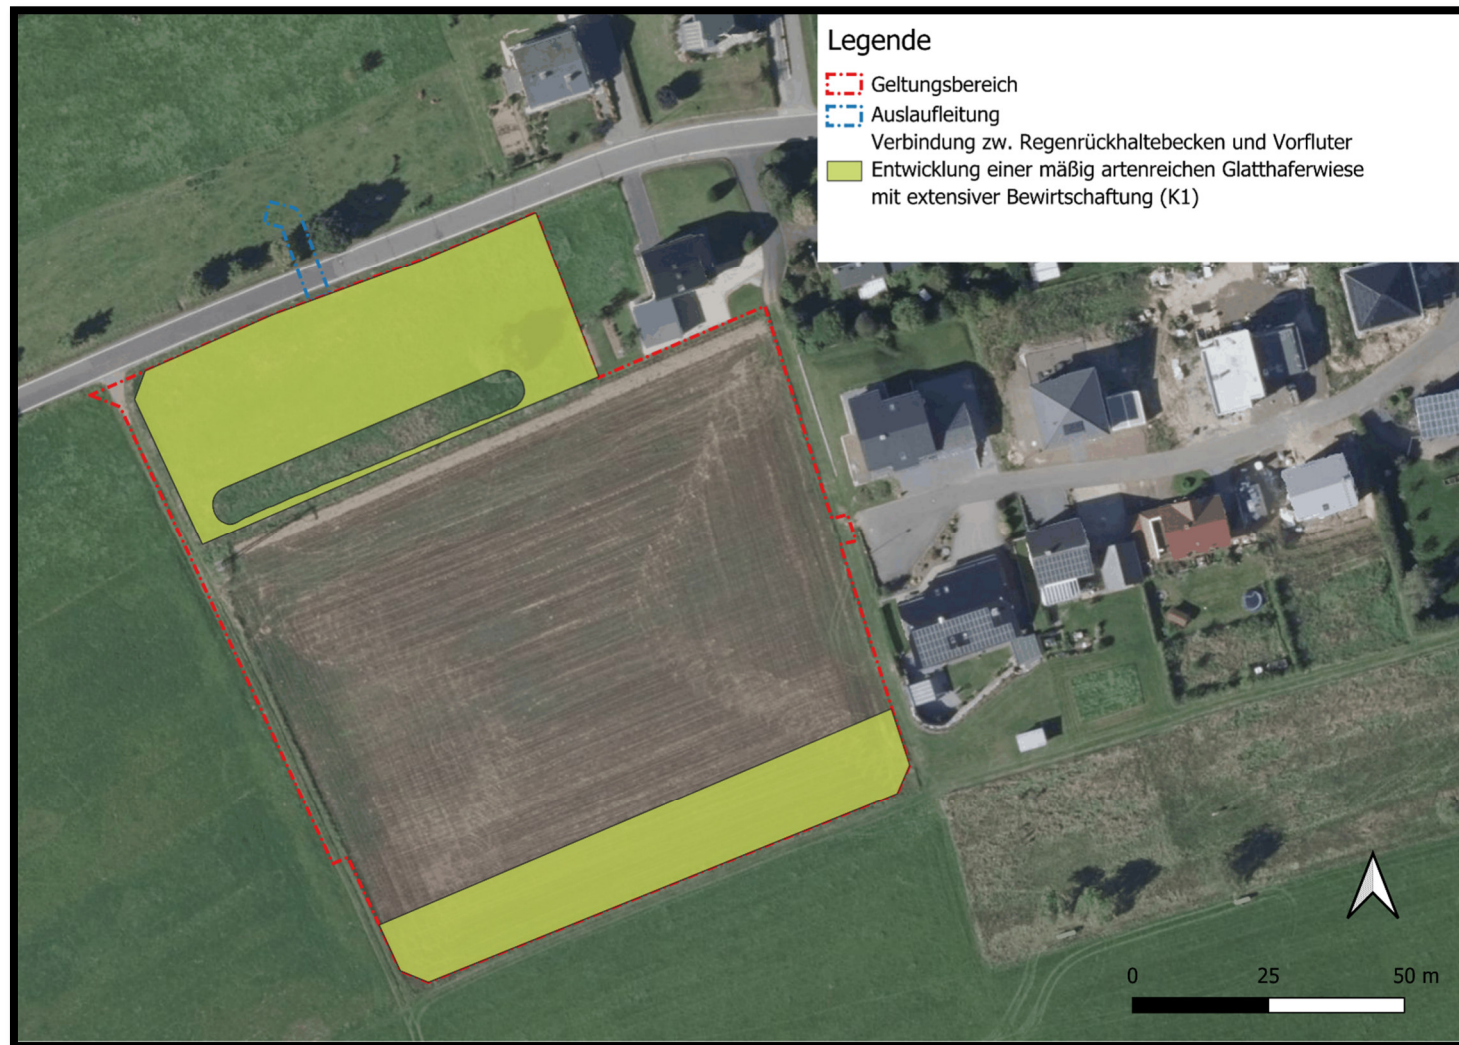 Legende
Geltungsbereich
Auslaufleitung
Verbindung zw. Regenrückhaltebecken und Vorfluter
Entwicklung einer mäßig artenreichen Glatthaferwiese
mit extensiver Bewirtschaftung (K1)
0 25 50 m